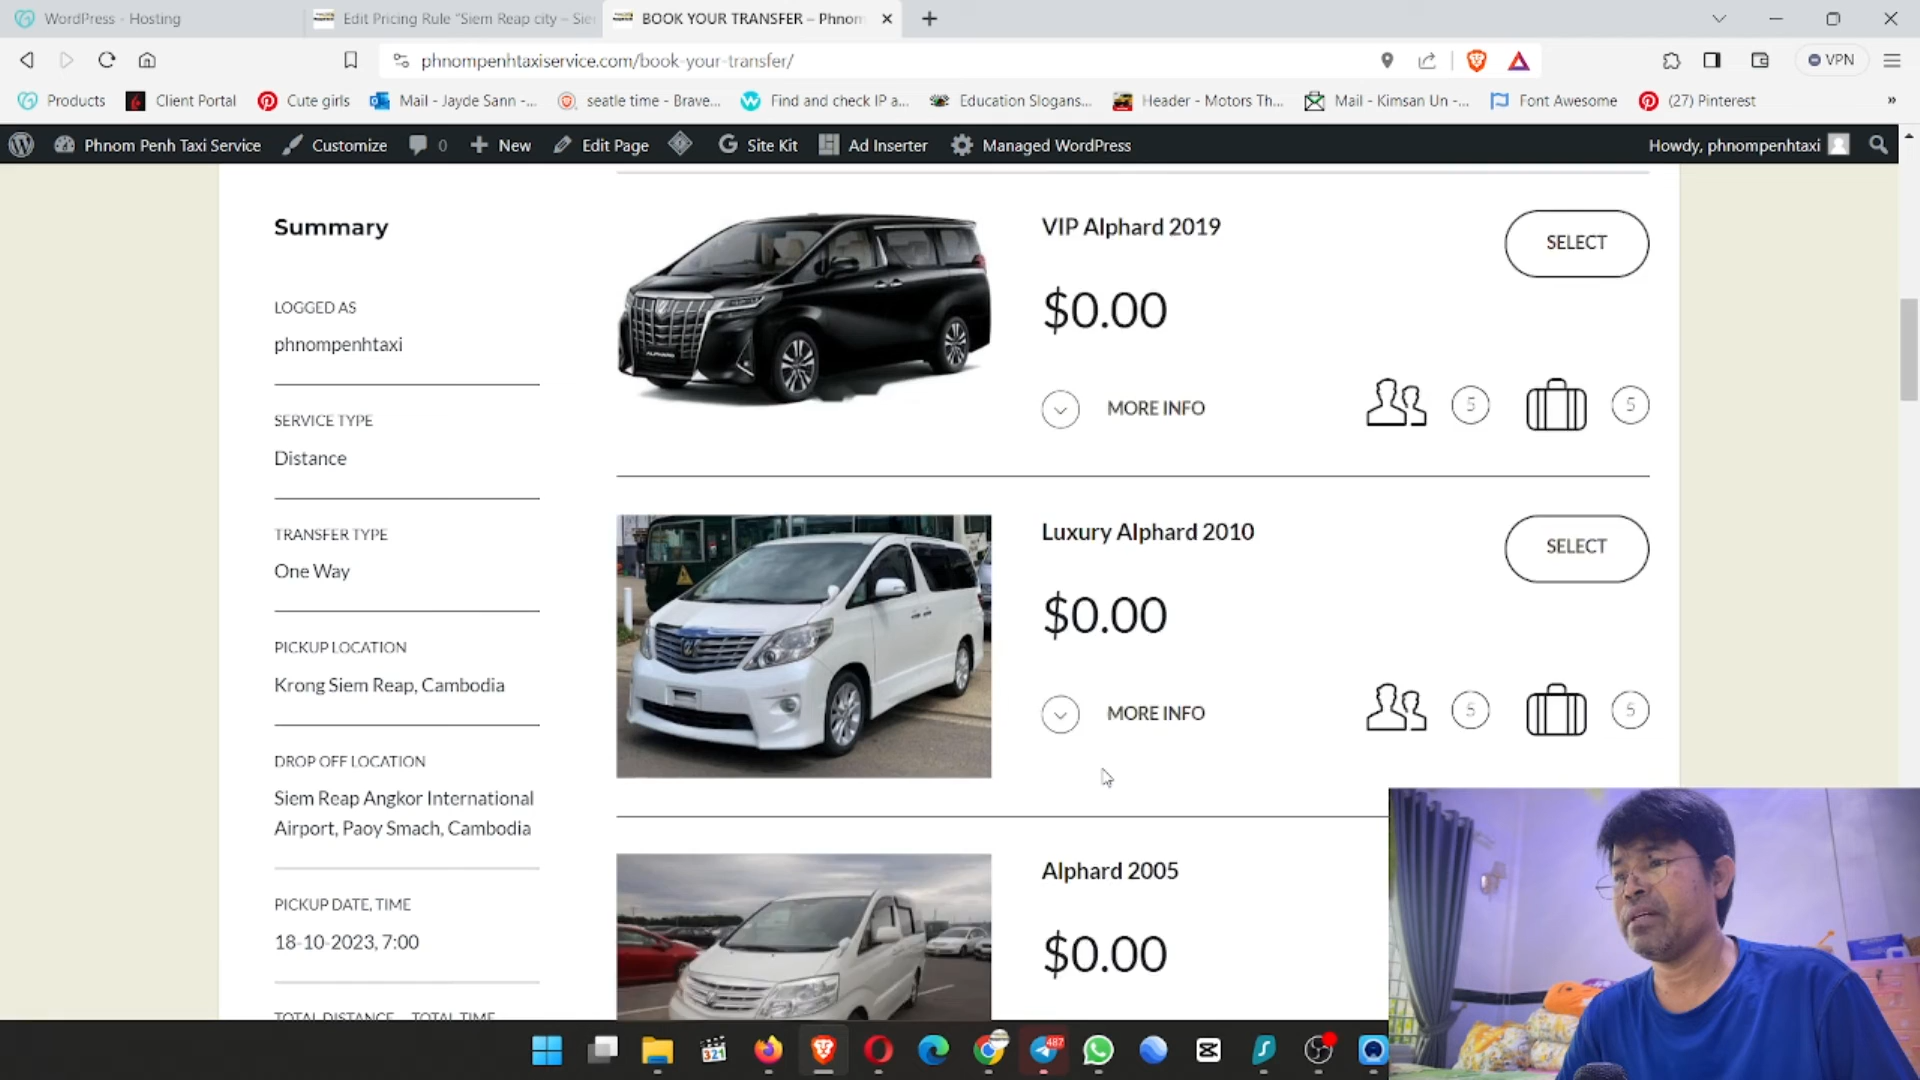 WordPress - Hosting
Edit Pricing Rule "Siem Reap city – Sie
BOOK YOUR TRANSFER – Phnom
phnompenhtaxiservice.com/book-your-transfer/
VPN
Products
Client Portal
Cute girls
Mail - Jayde Sann -...
seatle time - Brave...
Find and check IP a...
Education Slogans...
Header - Motors Th...
Mail - Kimsan Un -...
Font Awesome
(27) Pinterest
»
Phnom Penh Taxi Service
Customize
0
New
Edit Page
Site Kit
Ad Inserter
Managed WordPress
Howdy, phnompenhtaxi
Summary
LOGGED AS
phnompenhtaxi
SERVICE TYPE
Distance
TRANSFER TYPE
One Way
PICKUP LOCATION
Krong Siem Reap, Cambodia
DROP OFF LOCATION
Siem Reap Angkor International
Airport, Paoy Smach, Cambodia
PICKUP DATE, TIME
18-10-2023, 7:00
TOTAL DISTANCE
TOTAL TIME
VIP Alphard 2019
SELECT
$0.00
MORE INFO
5
5
Luxury Alphard 2010
SELECT
$0.00
MORE INFO
5
5
Alphard 2005
$0.00
ALPHARD
321
487